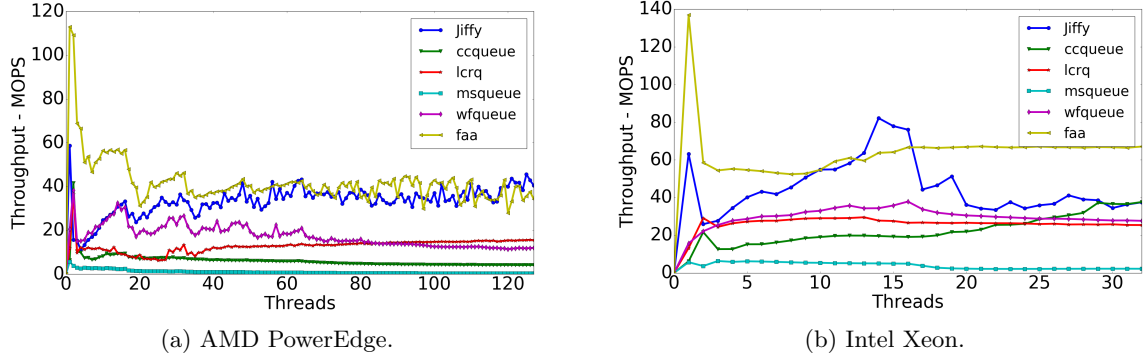 Throughput - MOPS
120
100
80
60
40
20
0
0 20 40 60 80 100 120
Threads
Jiffy
ccqueue
lcrq
msqueue
wfqueue
faa
(a) AMD PowerEdge.
Throughput - MOPS
140
120
100
80
60
40
20
0
0 5 10 15 20 25 30
Threads
Jiffy
ccqueue
lcrq
msqueue
wfqueue
faa
(b) Intel Xeon.